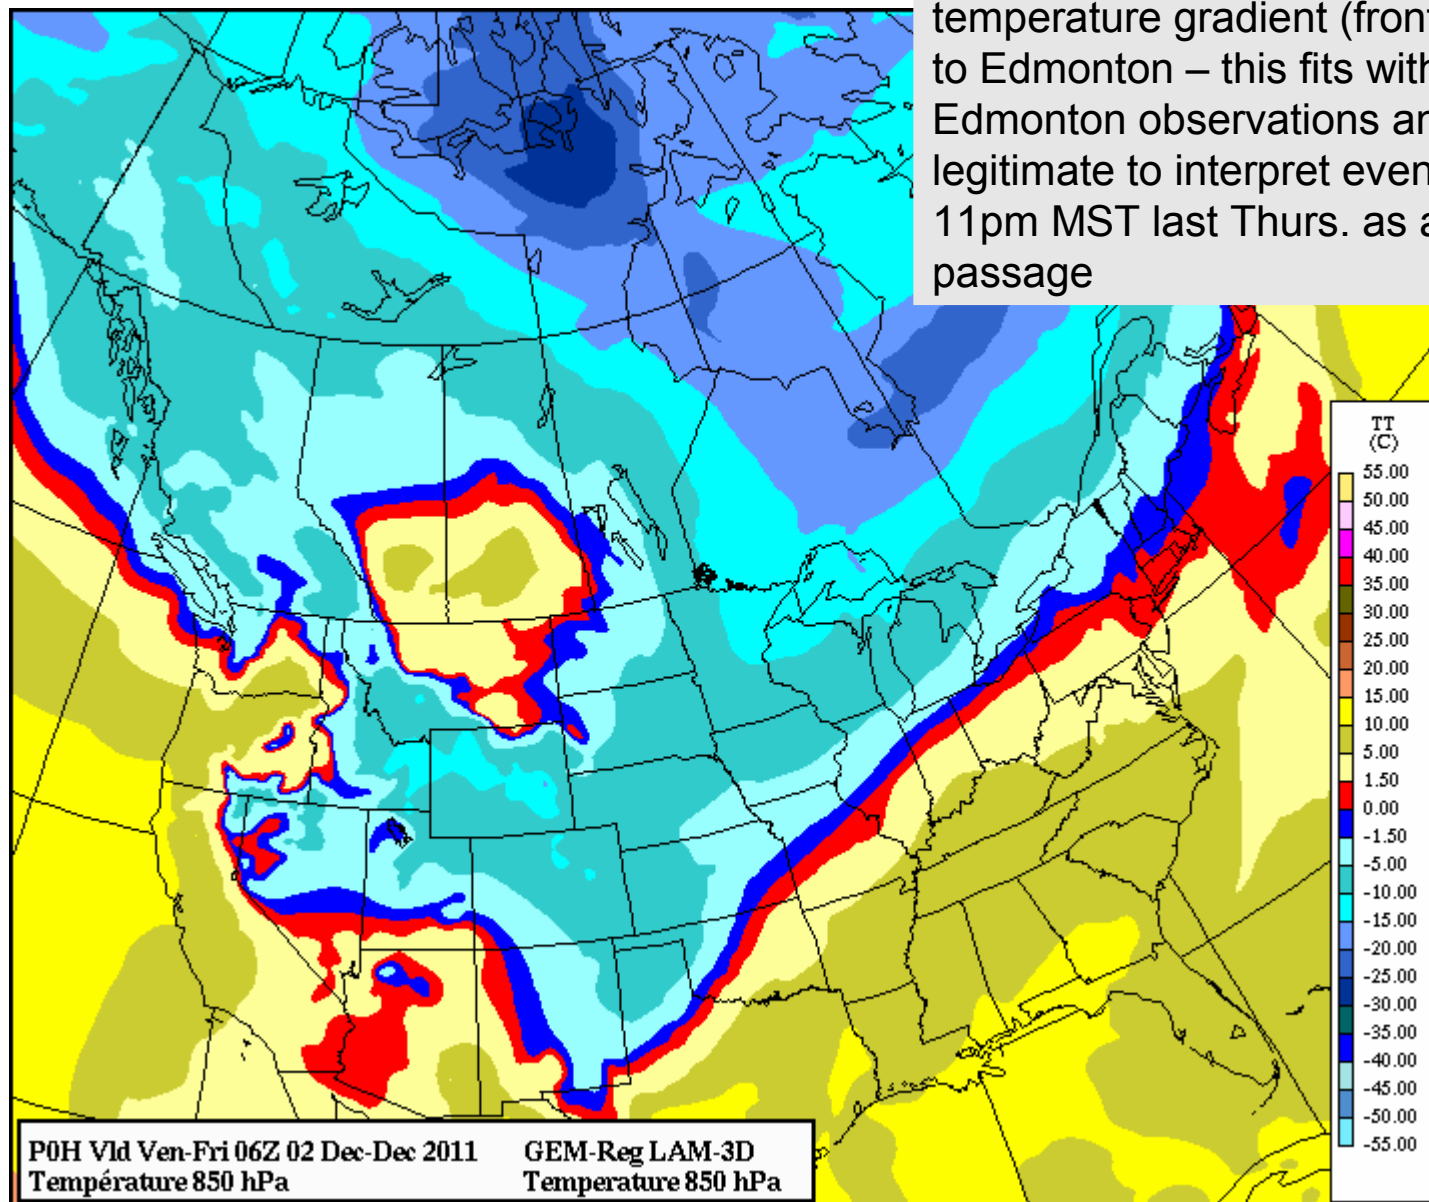 temperature gradient (front
to Edmonton – this fits with
Edmonton observations an
legitimate to interpret even
11pm MST last Thurs. as a
passage
TT
(C)
55.00
50.00
45.00
40.00
35.00
30.00
25.00
20.00
15.00
10.00
5.00
1.50
0.00
-1.50
-5.00
-10.00
-15.00
-20.00
-25.00
-30.00
-35.00
-40.00
-45.00
-50.00
-55.00
P0H Vld Ven-Fri 06Z 02 Dec-Dec 2011 GEM-Reg LAM-3D
Température 850 hPa Temperature 850 hPa